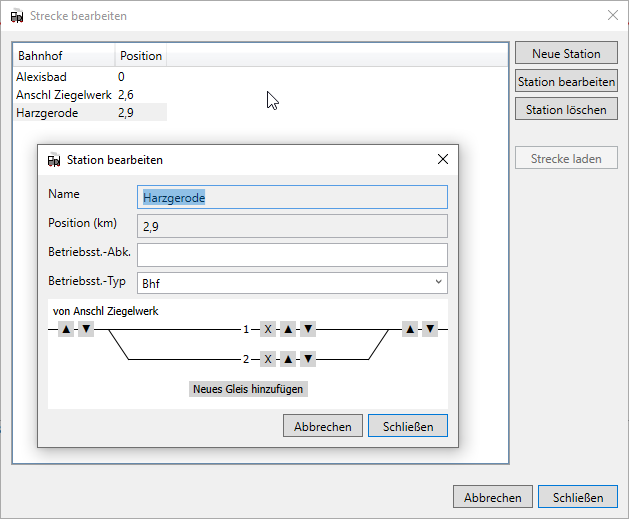 Strecke bearbeiten
Bahnhof Position
Alexisbad 0
Anschl Ziegelwerk 2,6
Harzgerode 2,9
Neue Station
Station bearbeiten
Station löschen
Strecke laden
Station bearbeiten
Name Harzgerode
Position (km) 2,9
Betriebsst.-Abk.
Betriebsst.-Typ Bhf
von Anschl Ziegelwerk
▲ ▼ 1 X ▲ ▼ ▲ ▼
2 X ▲ ▼
Neues Gleis hinzufügen
Abbrechen Schließen
Abbrechen Schließen